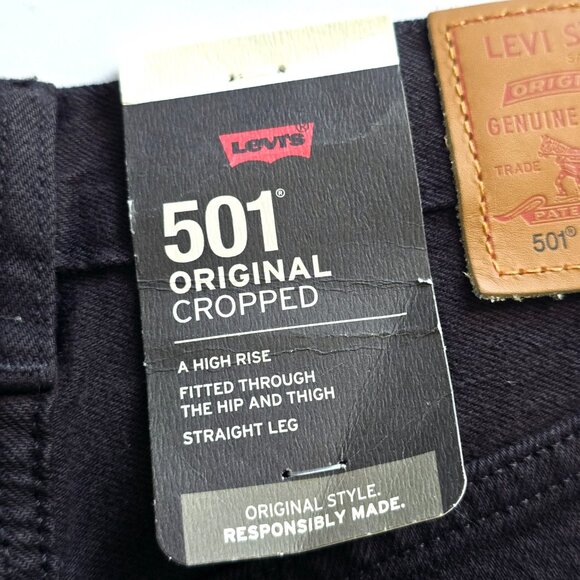 Levi's®
501®
ORIGINAL
CROPPED
A HIGH RISE
FITTED THROUGH
THE HIP AND THIGH
STRAIGHT LEG
ORIGINAL STYLE.
RESPONSIBLY MADE.
LEVI S
GENUINE
TRADE
501®